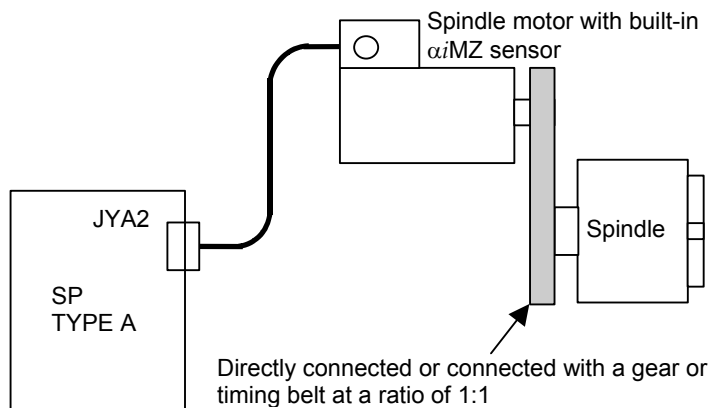 Spindle motor with built-in
αiMZ sensor
JYA2
Spindle
SP
TYPE A
Directly connected or connected with a gear or
timing belt at a ratio of 1:1